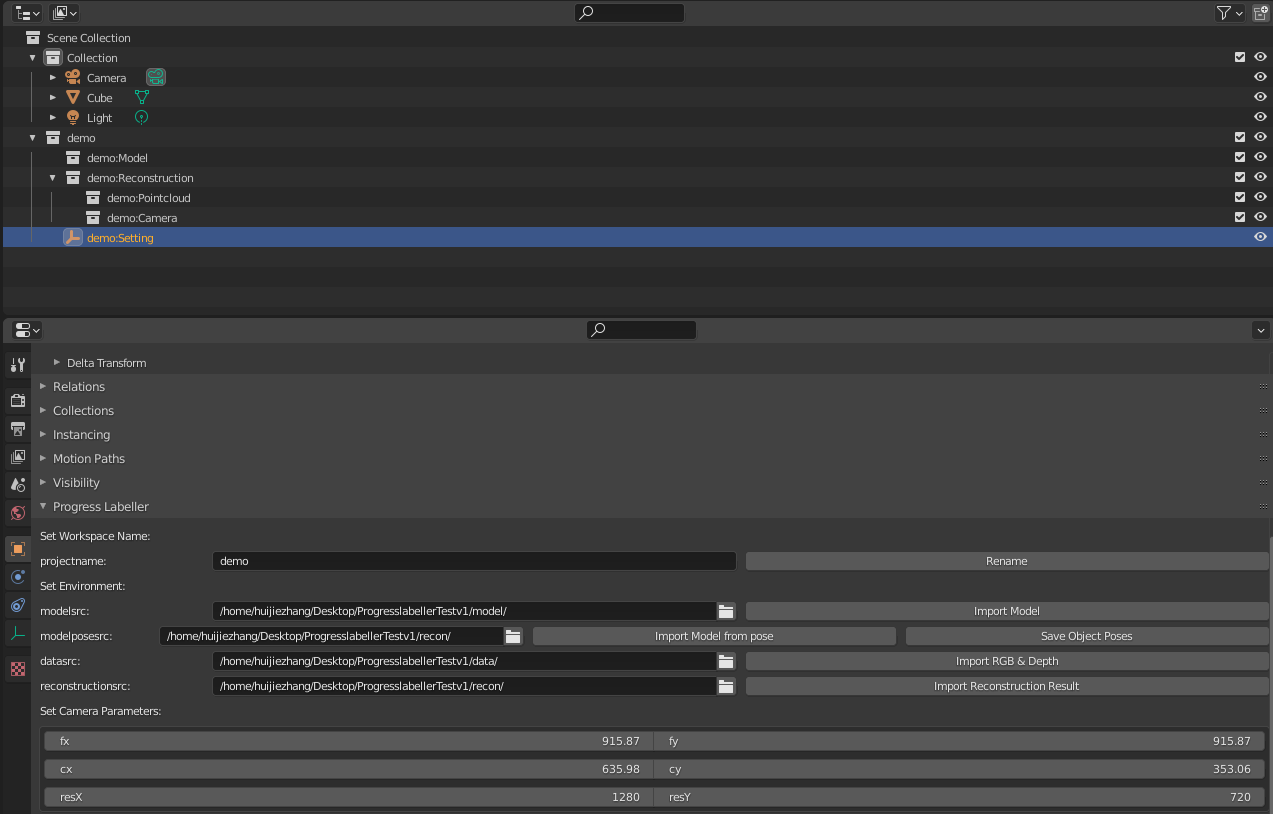 Scene Collection
Collection
Camera
Cube
Light
demo
demo:Model
demo:Reconstruction
demo:Pointcloud
demo:Camera
demo:Setting
Delta Transform
Relations
Collections
Instancing
Motion Paths
Visibility
Progress Labeller
Set Workspace Name:
projectname: demo Rename
Set Environment:
modelsrc: /home/huijiezhang/Desktop/ProgresslabellerTestv1/model/ Import Model
modelposesrc: /home/huijiezhang/Desktop/ProgresslabellerTestv1/recon/ Import Model from pose Save Object Poses
datasrc: /home/huijiezhang/Desktop/ProgresslabellerTestv1/data/ Import RGB & Depth
reconstructionsrc: /home/huijiezhang/Desktop/ProgresslabellerTestv1/recon/ Import Reconstruction Result
Set Camera Parameters:
fx 915.87 fy 915.87
cx 635.98 cy 353.06
resX 1280 resY 720